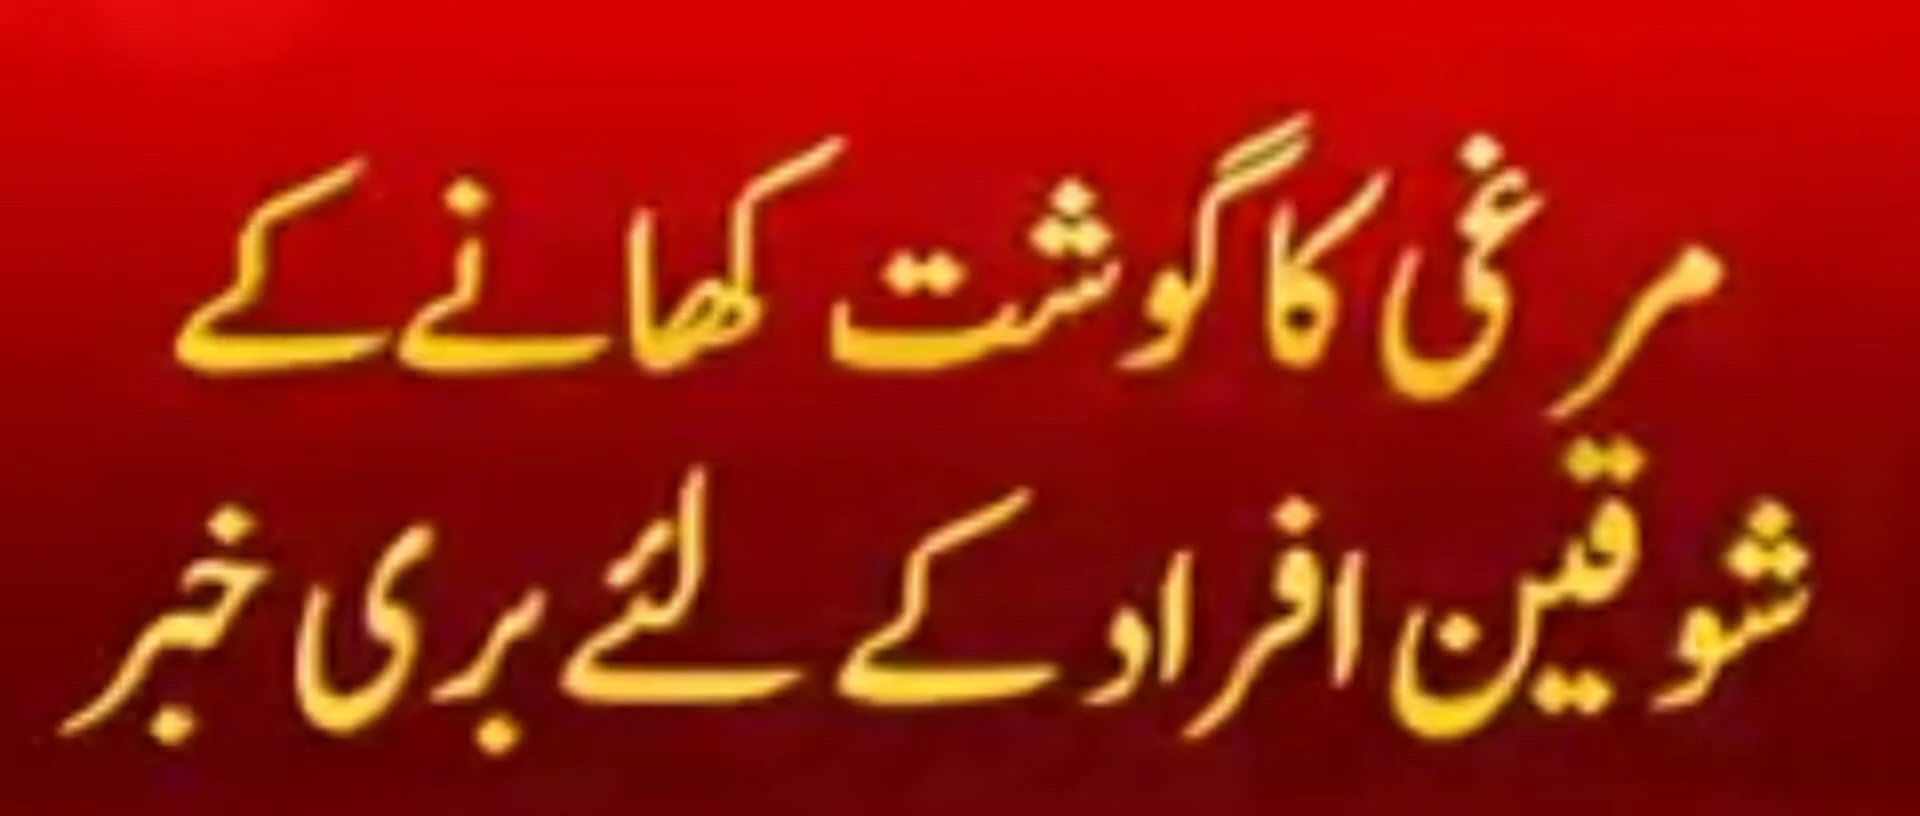 مرغی کا گوشت کھانے کے
شوقین افراد کے لئے بری خبر